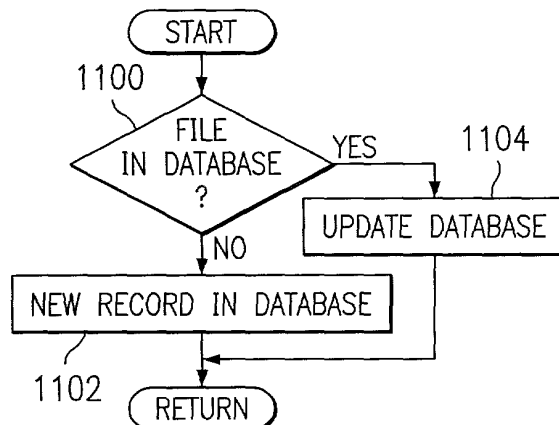 START
1100
FILE
IN DATABASE
?
YES
1104
UPDATE DATABASE
NO
NEW RECORD IN DATABASE
1102
RETURN